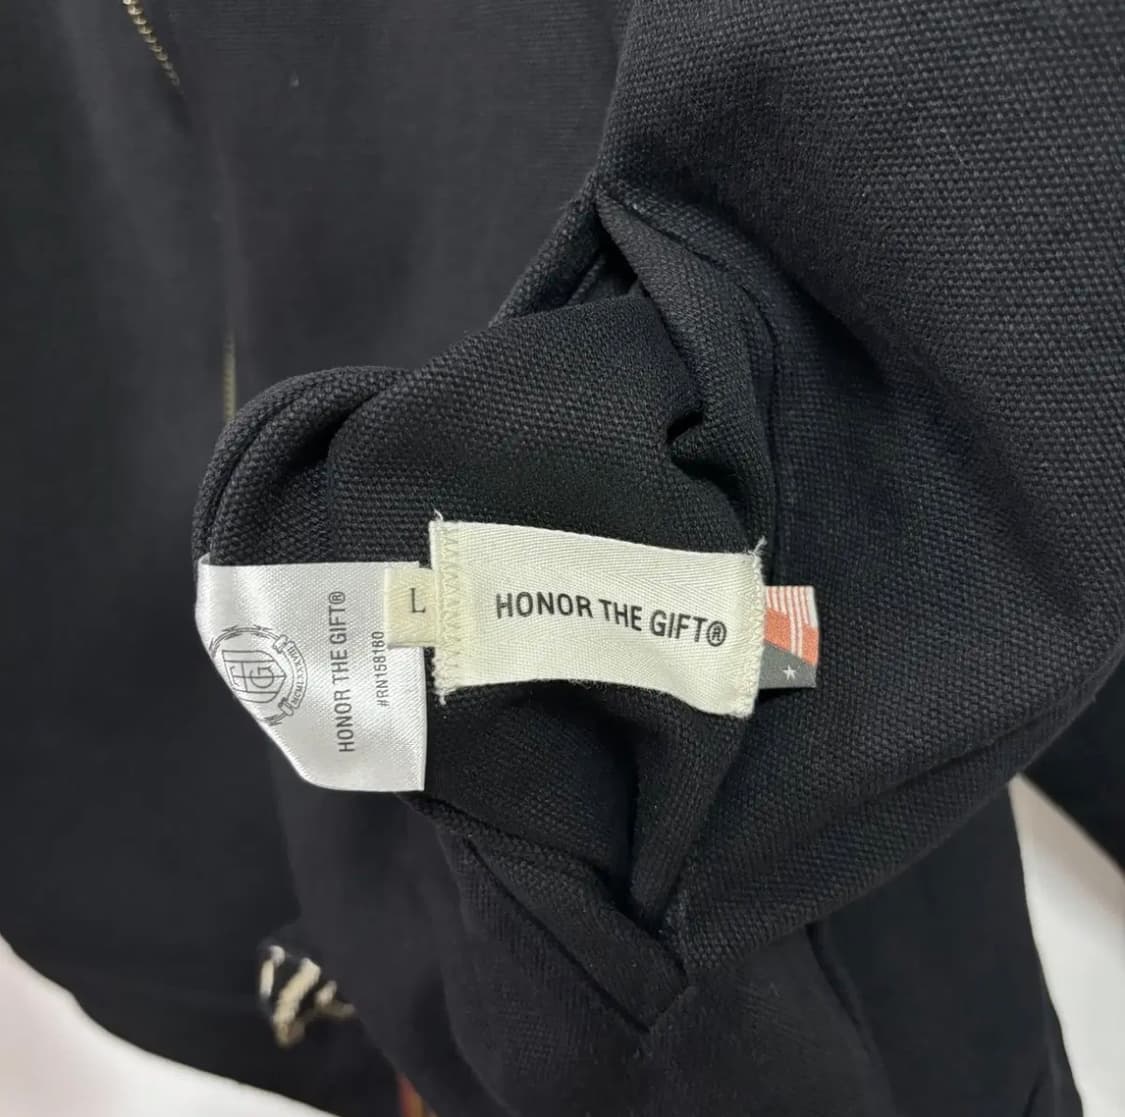 HONOR THE GIFT®
L
HONOR THE GIFT®
#RN158180